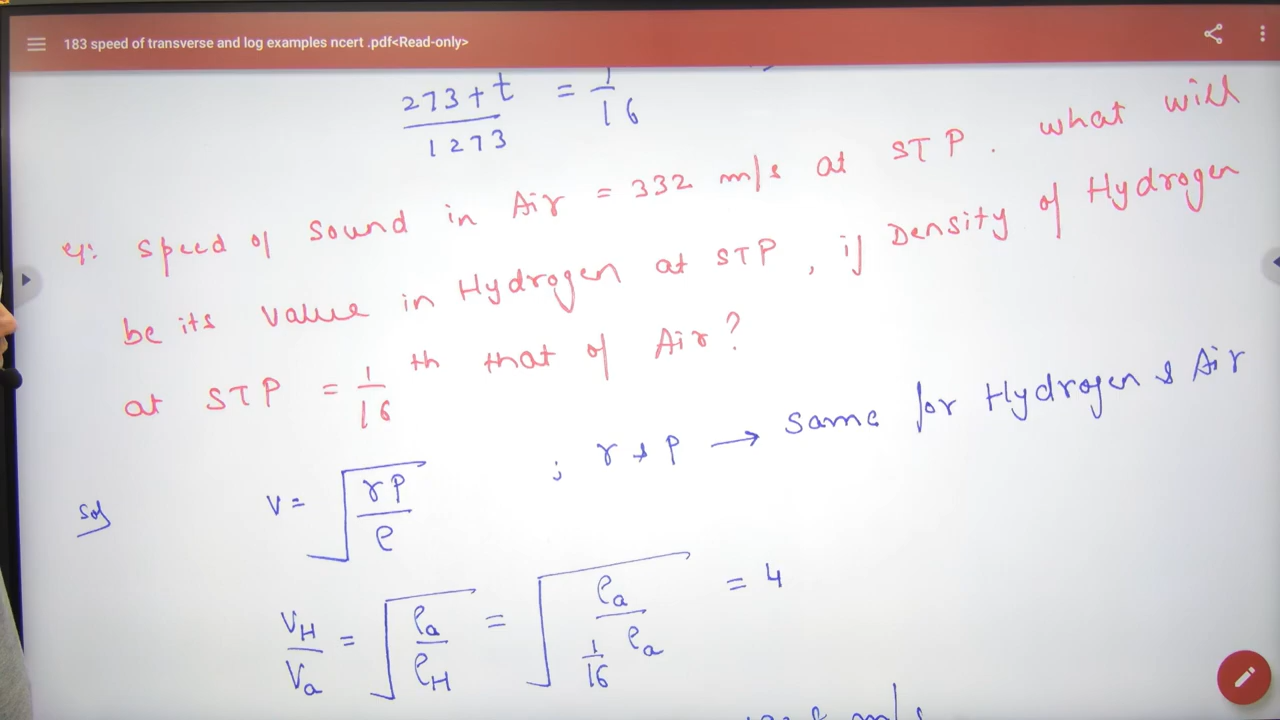 183 speed of transverse and log examples ncert .pdf<Read-only>
273+t / 1273 = 1/16
4: Speed of Sound in Air = 332 m/s at STP. what will
be its value in Hydrogen at STP, if Density of Hydrogen
at STP = 1/16 th that of Air?
Sol V = √(γP/ρ) ; γ & P → same for Hydrogen & Air
V_H/V_a = √(ρ_a/ρ_H) = √(ρ_a/(1/16 ρ_a)) = 4
m/s